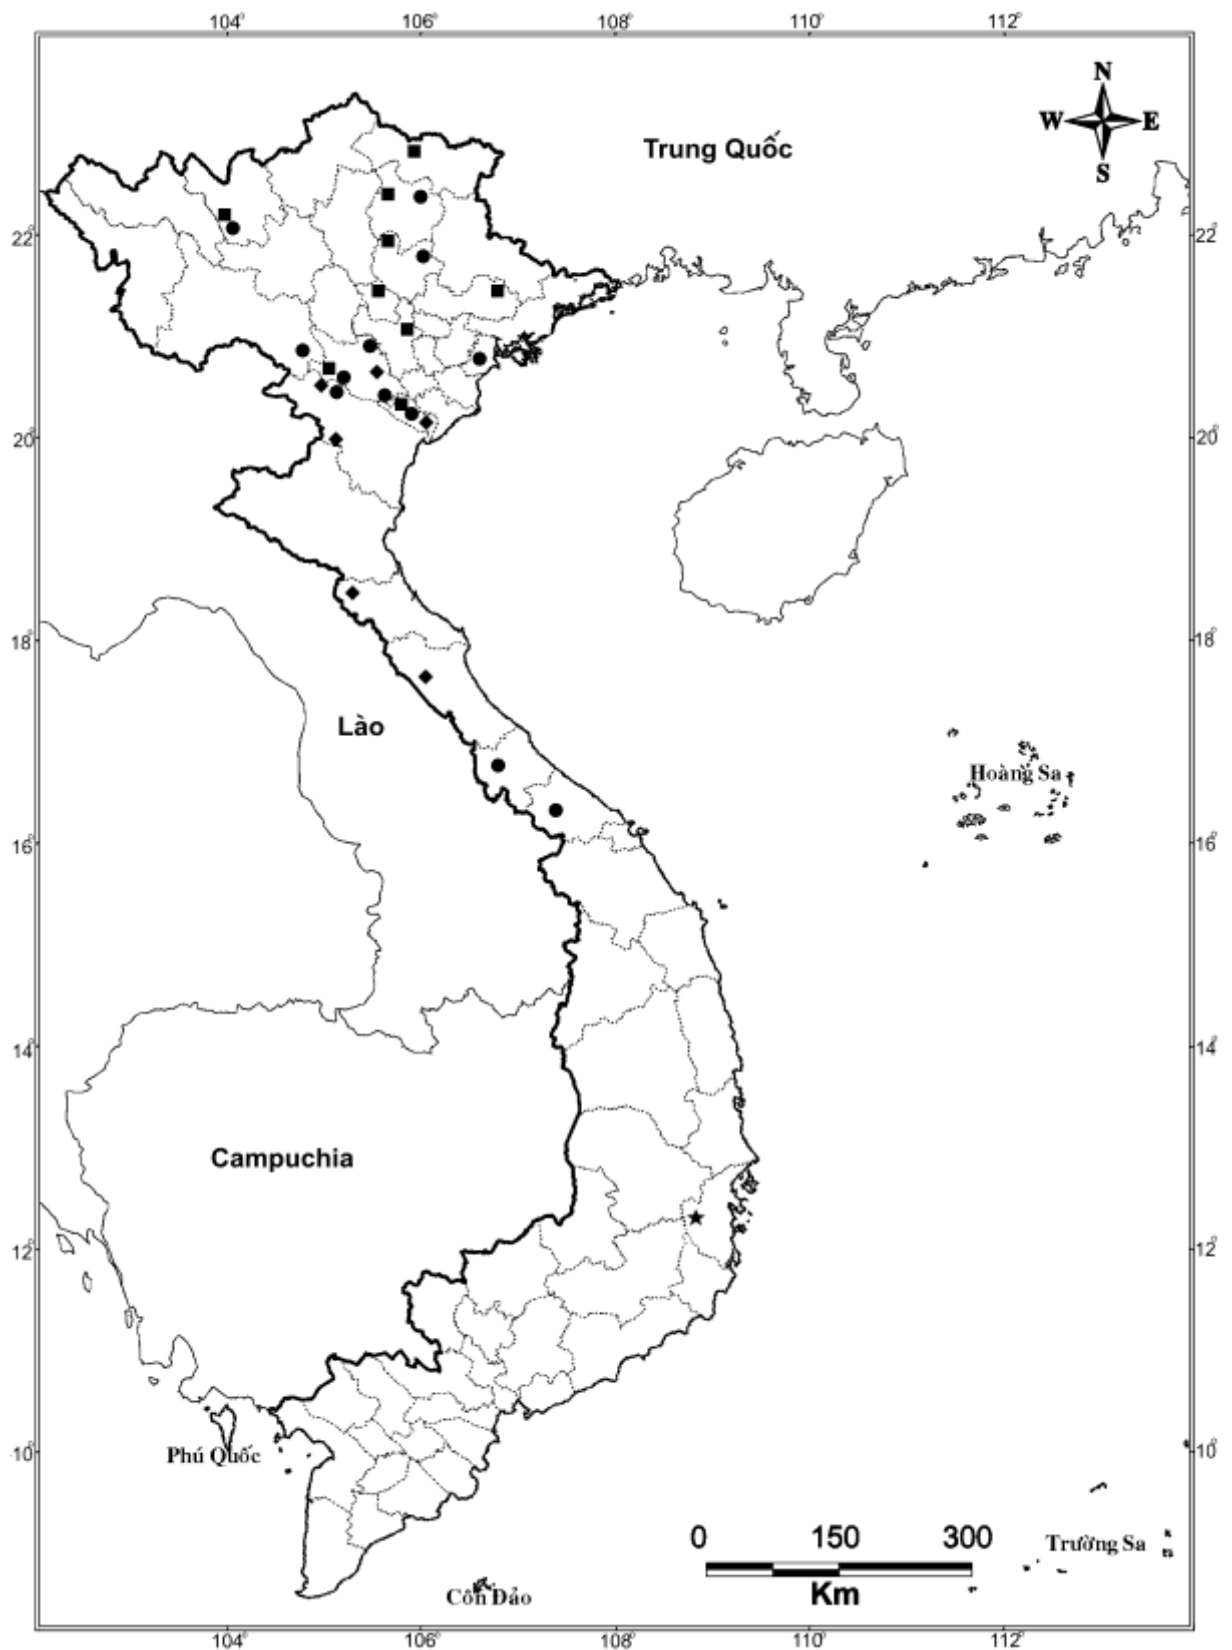 104° 106° 108° 110° 112°
N
W E
S
Trung Quốc
22° 22°
20° 20°
18° 18°
Lào
Hoàng Sa
16° 16°
14° 14°
Campuchia
12° 12°
Phú Quốc
10° 10°
0 150 300
Km
Trường Sa
Côn Đảo
104° 106° 108° 110° 112°